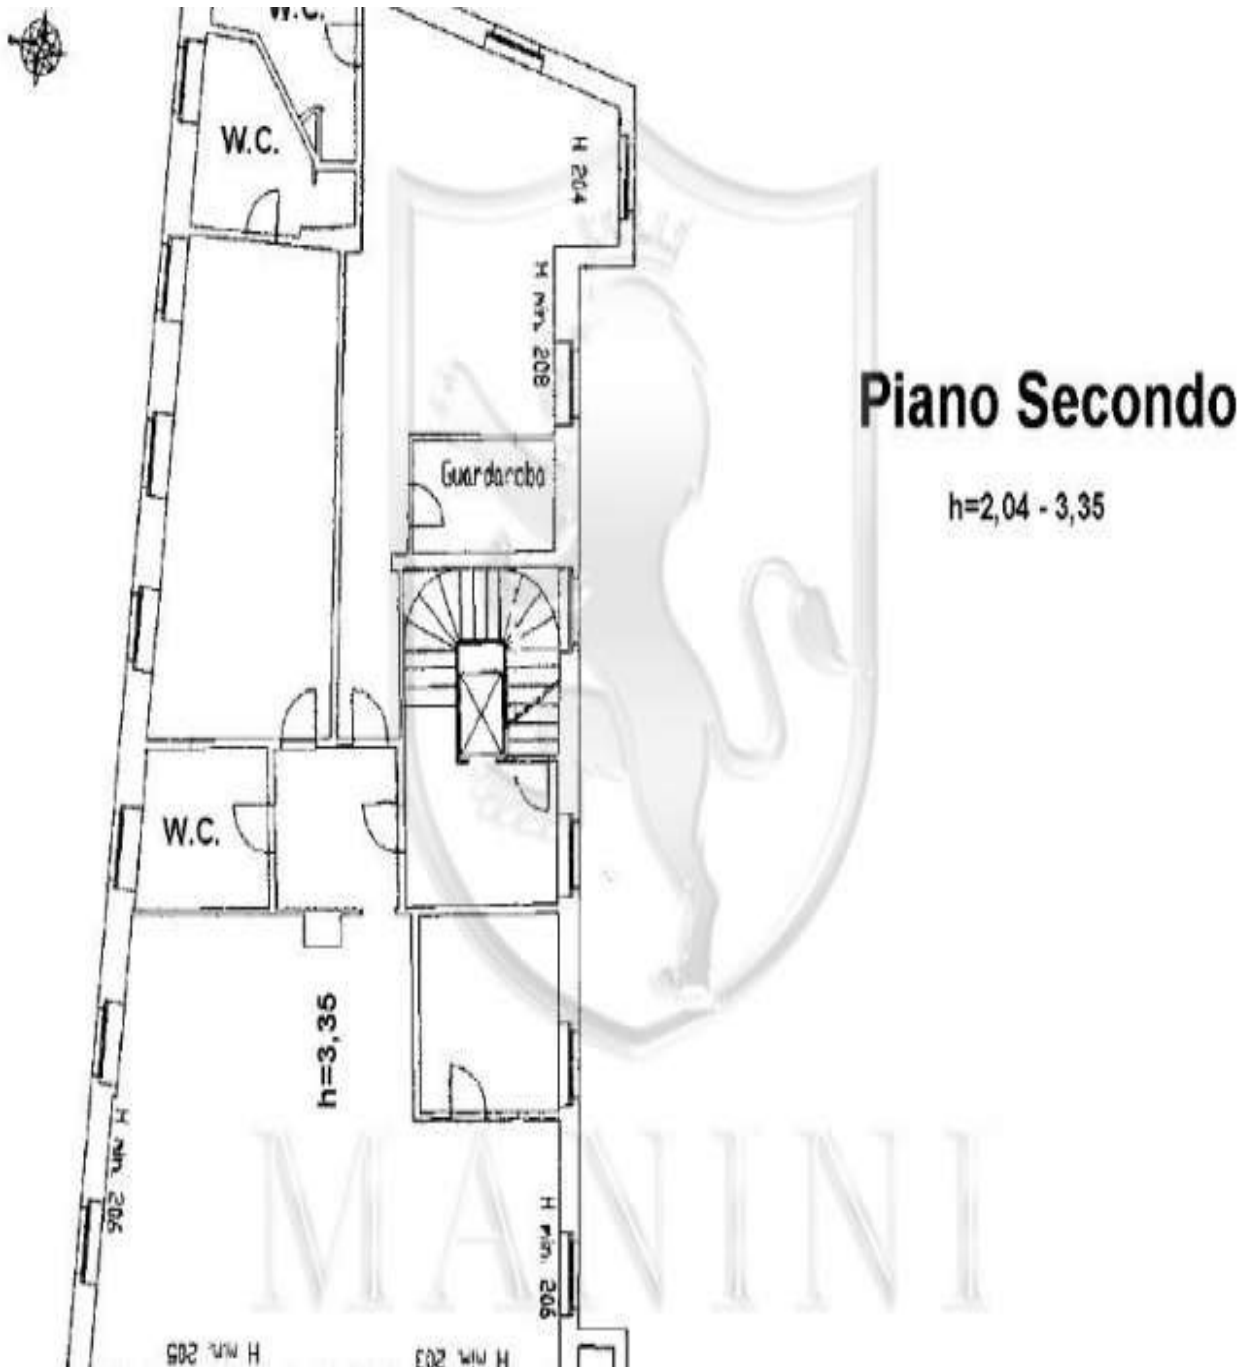 W.C.
W.C.
H 204
H min. 208
Piano Secondo
Guardaroba
h=2,04 - 3,35
W.C.
h=3,35
H min. 206
MANINI
H min. 206
H min. 205
H min. 203